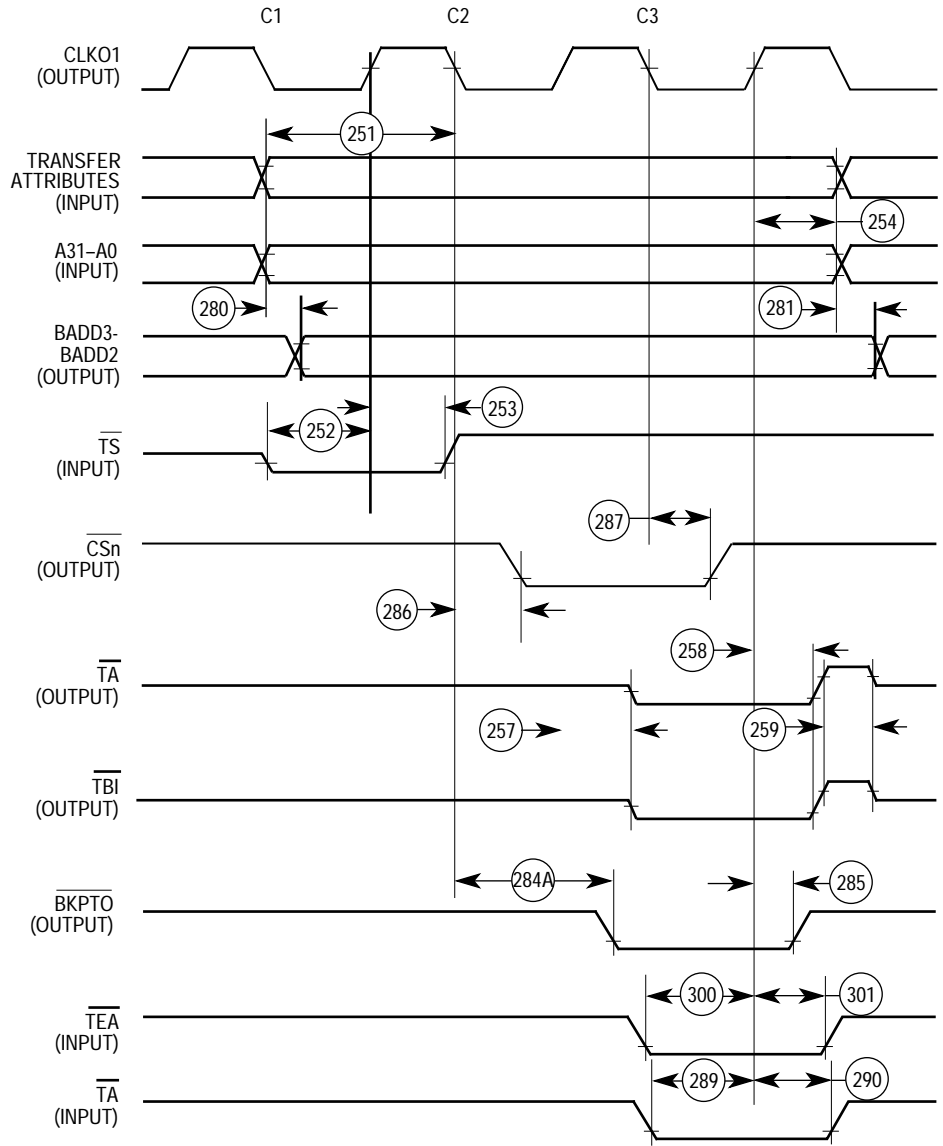 C1 C2 C3
CLKO1
(OUTPUT)
251
TRANSFER
ATTRIBUTES
(INPUT)
254
A31–A0
(INPUT)
280 281
BADD3-
BADD2
(OUTPUT)
253
252
TS
(INPUT)
287
CSn
(OUTPUT)
286
258
TA
(OUTPUT)
257 259
TBI
(OUTPUT)
284A 285
BKPTO
(OUTPUT)
300 301
TEA
(INPUT)
289 290
TA
(INPUT)